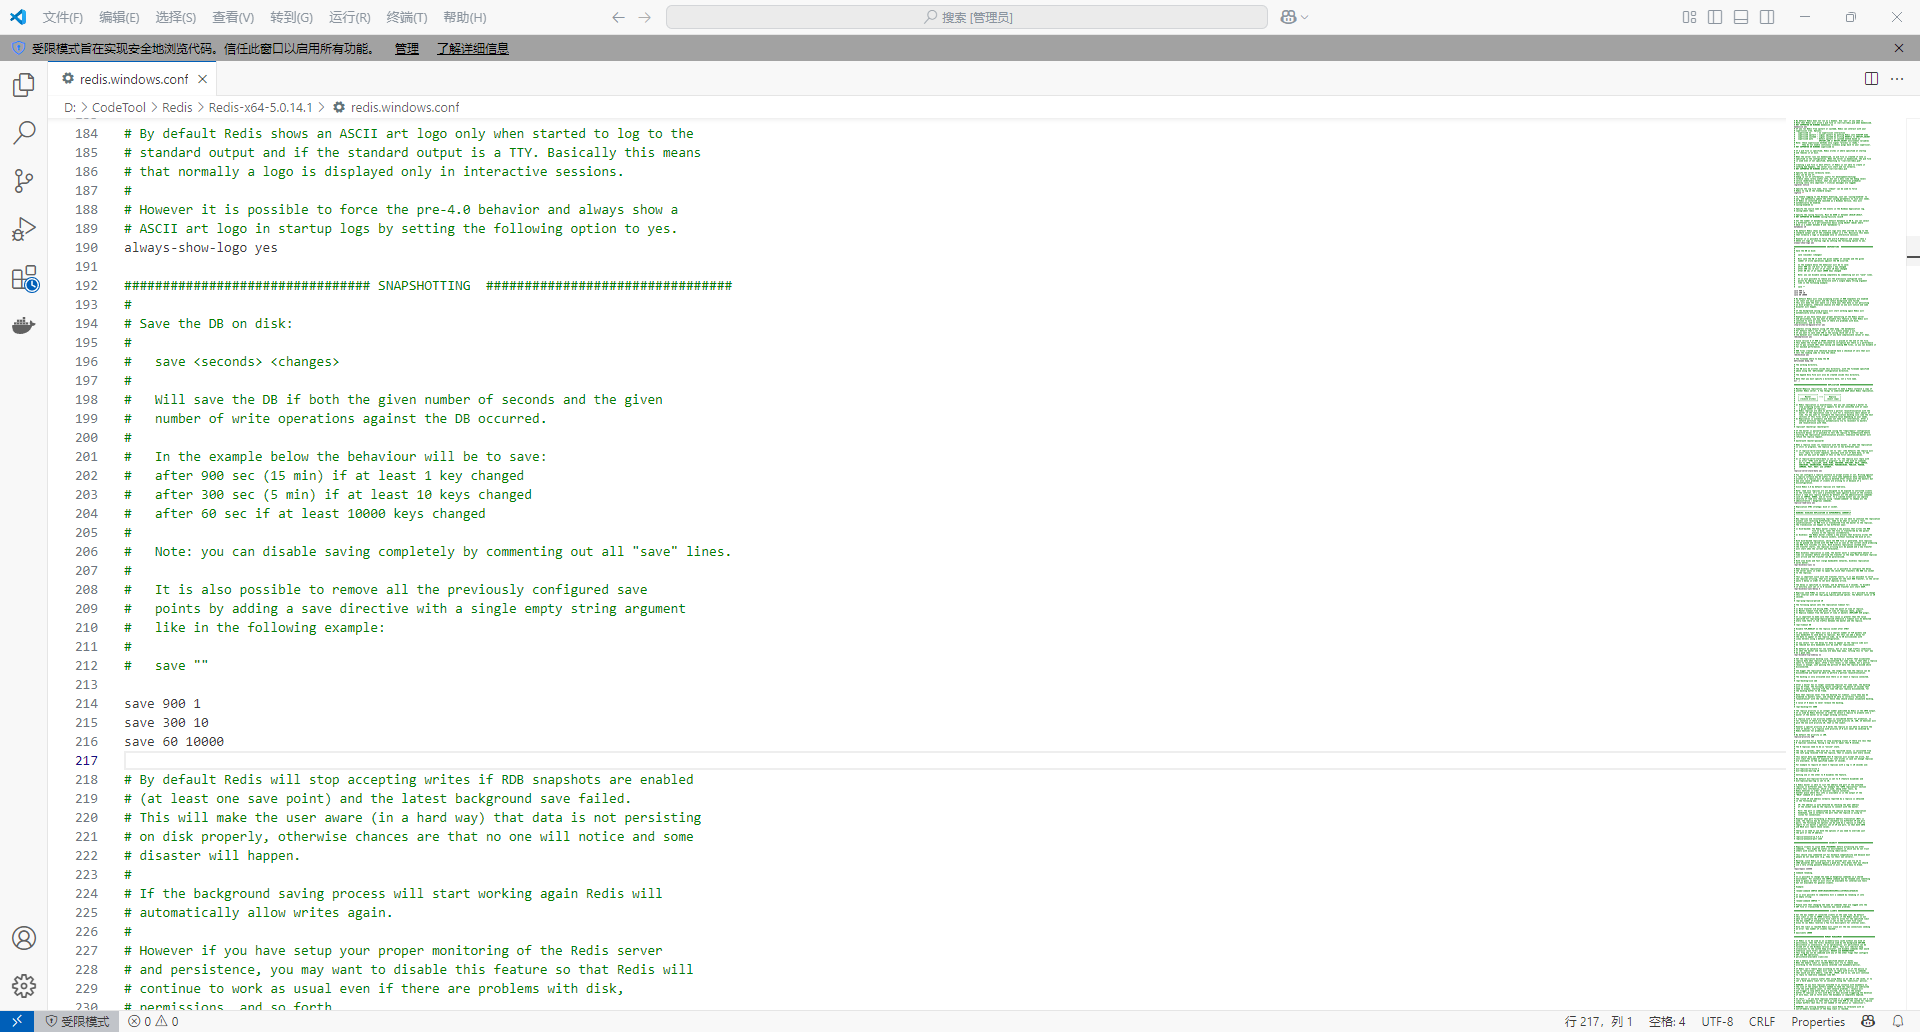 文件(F) 编辑(E) 选择(S) 查看(V) 转到(G) 运行(R) 终端(T) 帮助(H) 搜索 [管理员]
受限模式旨在实现安全地浏览代码。信任此窗口以启用所有功能。 管理 了解详细信息
redis.windows.conf
D: > CodeTool > Redis > Redis-x64-5.0.14.1 > redis.windows.conf
184 # By default Redis shows an ASCII art logo only when started to log to the
185 # standard output and if the standard output is a TTY. Basically this means
186 # that normally a logo is displayed only in interactive sessions.
187 #
188 # However it is possible to force the pre-4.0 behavior and always show a
189 # ASCII art logo in startup logs by setting the following option to yes.
190 always-show-logo yes
191
192 ################################ SNAPSHOTTING  ################################
193 #
194 # Save the DB on disk:
195 #
196 #   save <seconds> <changes>
197 #
198 #   Will save the DB if both the given number of seconds and the given
199 #   number of write operations against the DB occurred.
200 #
201 #   In the example below the behaviour will be to save:
202 #   after 900 sec (15 min) if at least 1 key changed
203 #   after 300 sec (5 min) if at least 10 keys changed
204 #   after 60 sec if at least 10000 keys changed
205 #
206 #   Note: you can disable saving completely by commenting out all "save" lines.
207 #
208 #   It is also possible to remove all the previously configured save
209 #   points by adding a save directive with a single empty string argument
210 #   like in the following example:
211 #
212 #   save ""
213
214 save 900 1
215 save 300 10
216 save 60 10000
217
218 # By default Redis will stop accepting writes if RDB snapshots are enabled
219 # (at least one save point) and the latest background save failed.
220 # This will make the user aware (in a hard way) that data is not persisting
221 # on disk properly, otherwise chances are that no one will notice and some
222 # disaster will happen.
223 #
224 # If the background saving process will start working again Redis will
225 # automatically allow writes again.
226 #
227 # However if you have setup your proper monitoring of the Redis server
228 # and persistence, you may want to disable this feature so that Redis will
229 # continue to work as usual even if there are problems with disk,
230 # permissions, and so forth.
受限模式 0 0 行 217，列 1 空格: 4 UTF-8 CRLF Properties